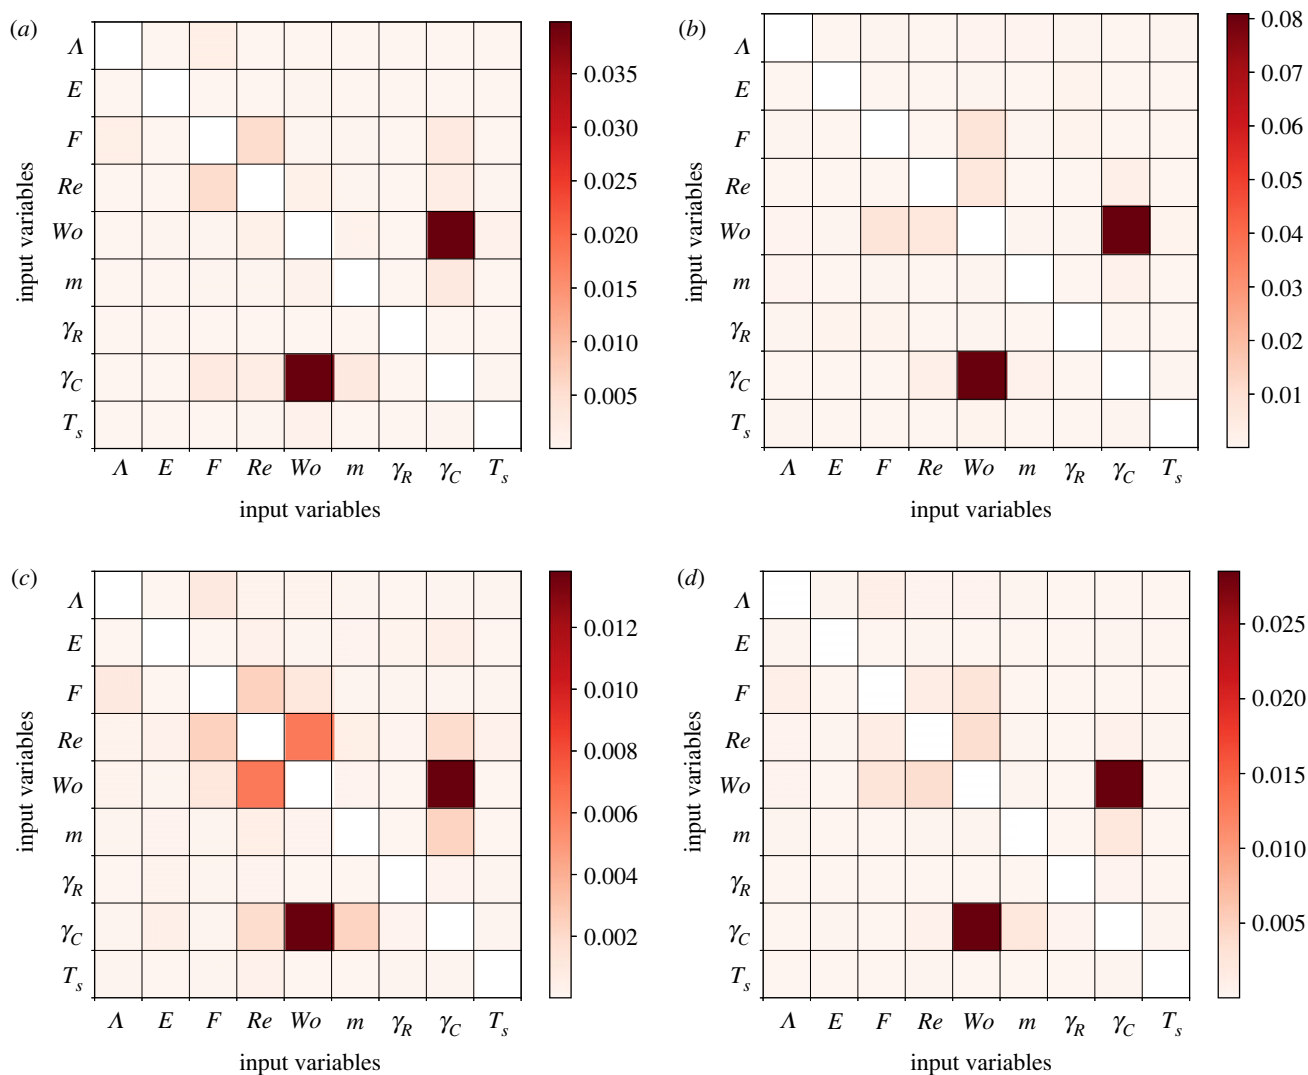 (a)
Λ
E
F
Re
Wo
m
γR
γC
Ts
input variables
Λ E F Re Wo m γR γC Ts
input variables
0.035
0.030
0.025
0.020
0.015
0.010
0.005
(b)
Λ
E
F
Re
Wo
m
γR
γC
Ts
input variables
Λ E F Re Wo m γR γC Ts
input variables
0.08
0.07
0.06
0.05
0.04
0.03
0.02
0.01
(c)
Λ
E
F
Re
Wo
m
γR
γC
Ts
input variables
Λ E F Re Wo m γR γC Ts
input variables
0.012
0.010
0.008
0.006
0.004
0.002
(d)
Λ
E
F
Re
Wo
m
γR
γC
Ts
input variables
Λ E F Re Wo m γR γC Ts
input variables
0.025
0.020
0.015
0.010
0.005